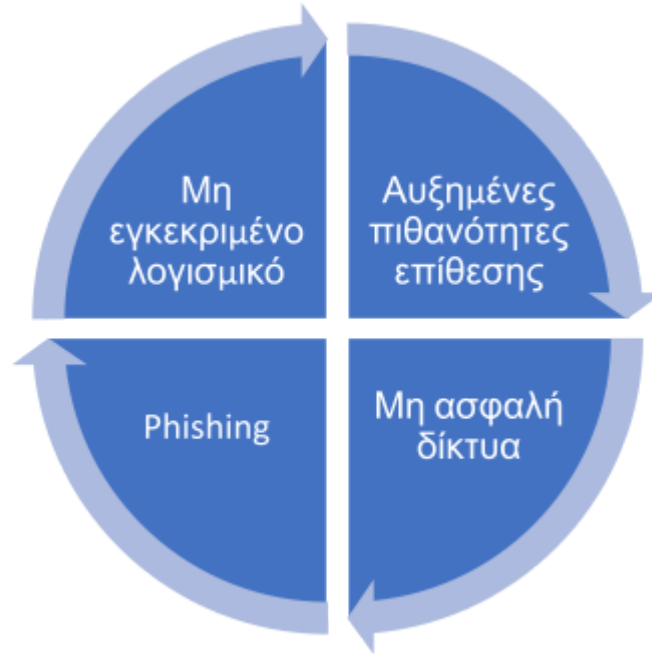 Μη
εγκεκριμένο
λογισμικό
Αυξημένες
πιθανότητες
επίθεσης
Phishing
Μη ασφαλή
δίκτυα